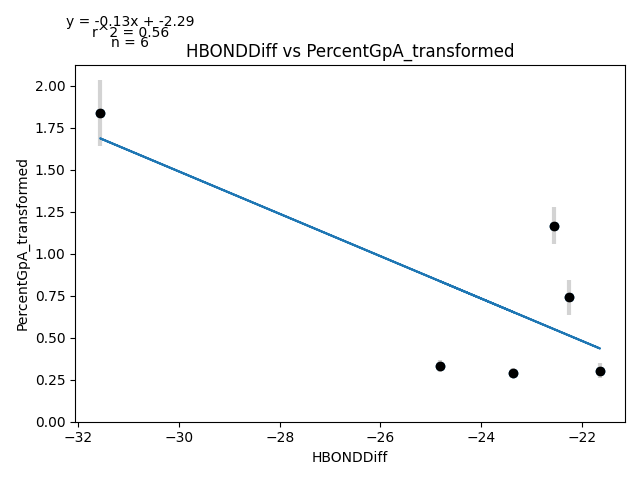 y = -0.13x + -2.29
r^2 = 0.56
n = 6
HBONDDiff vs PercentGpA_transformed
PercentGpA_transformed
2.00
1.75
1.50
1.25
1.00
0.75
0.50
0.25
0.00
−32
−30
−28
−26
−24
−22
HBONDDiff